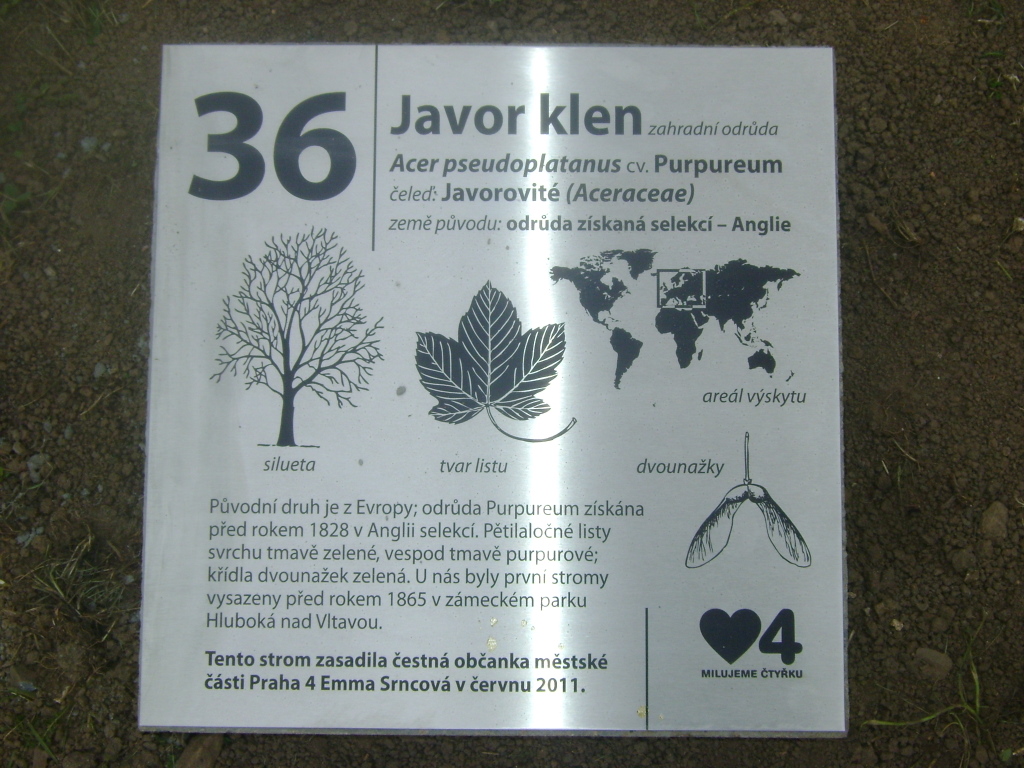 36
Javor klen zahradní odrůda
Acer pseudoplatanus cv. Purpureum
čeleď: Javorovité (Aceraceae)
země původu: odrůda získaná selekcí – Anglie
areál výskytu
silueta
tvar listu
dvounažky
Původní druh je z Evropy; odrůda Purpureum získána
před rokem 1828 v Anglii selekcí. Pětilaločné listy
svrchu tmavě zelené, vespod tmavě purpurové;
křídla dvounažek zelená. U nás byly první stromy
vysazeny před rokem 1865 v zámeckém parku
Hluboká nad Vltavou.
Tento strom zasadila čestná občanka městské
části Praha 4 Emma Srncová v červnu 2011.
4
MILUJEME ČTYŘKU